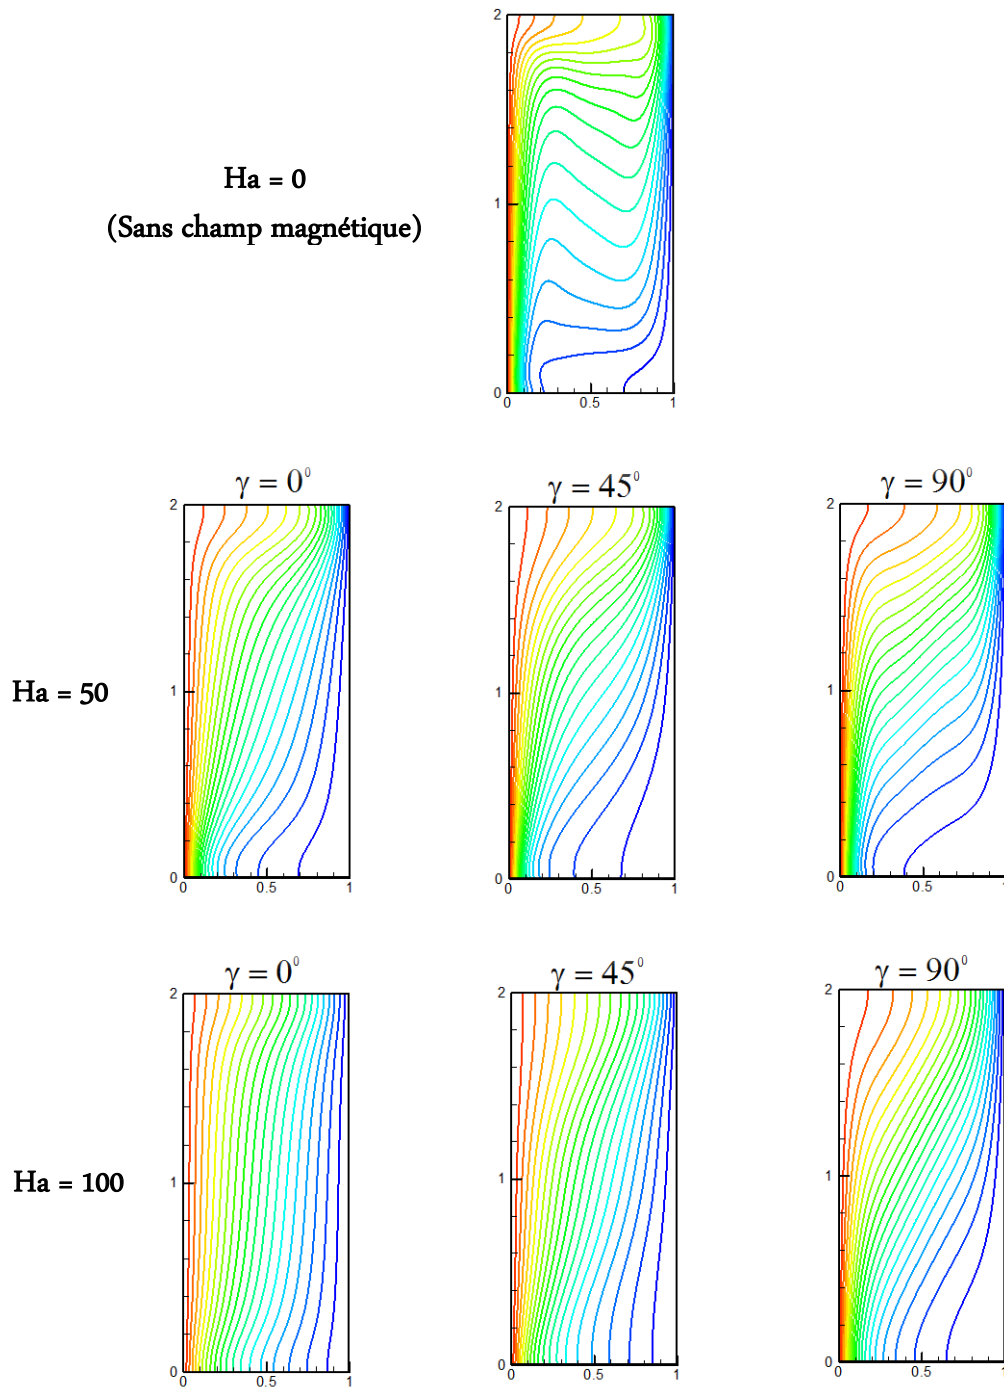 2
Ha = 0
(Sans champ magnétique)
1
0
0 0.5 1
γ = 0⁰ γ = 45⁰ γ = 90⁰
2 2 2
Ha = 50
1 1 1
0 0 0
0 0.5 1 0 0.5 1 0 0.5 1
γ = 0⁰ γ = 45⁰ γ = 90⁰
2 2 2
Ha = 100
1 1 1
0 0 0
0 0.5 1 0 0.5 1 0 0.5 1